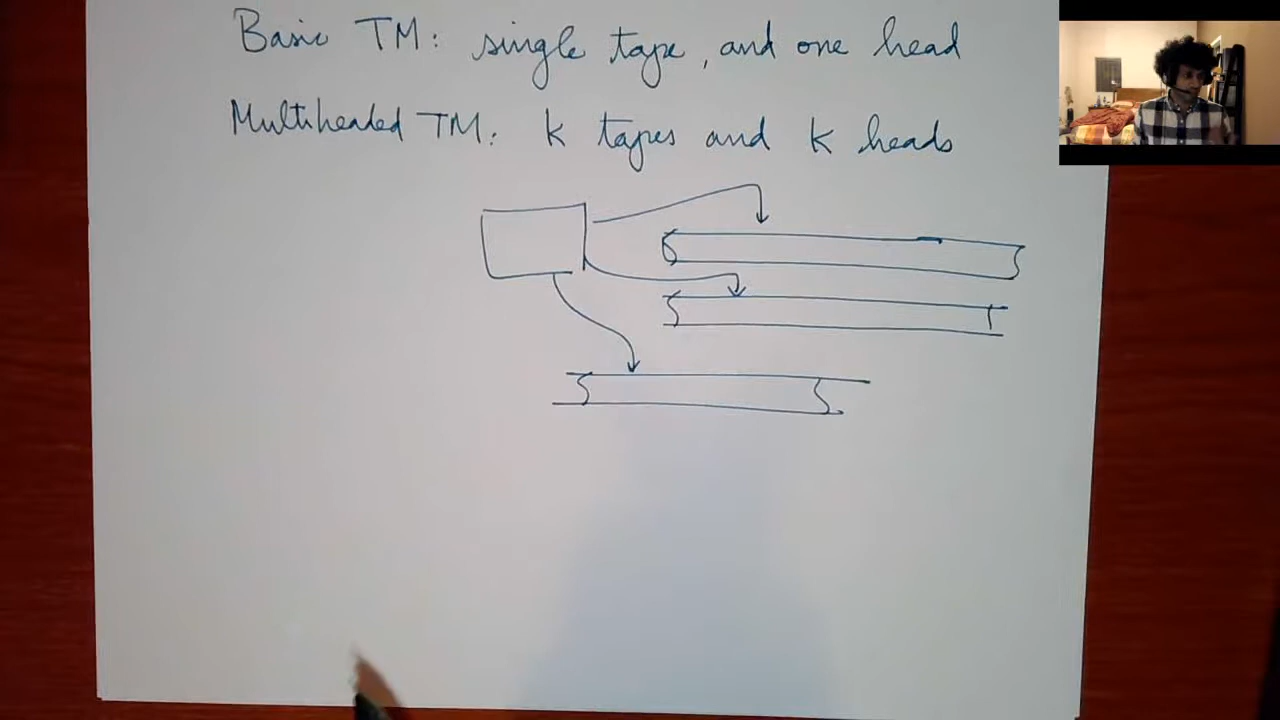 Basic TM: single tape, and one head
Multiheaded TM: k tapes and k heads